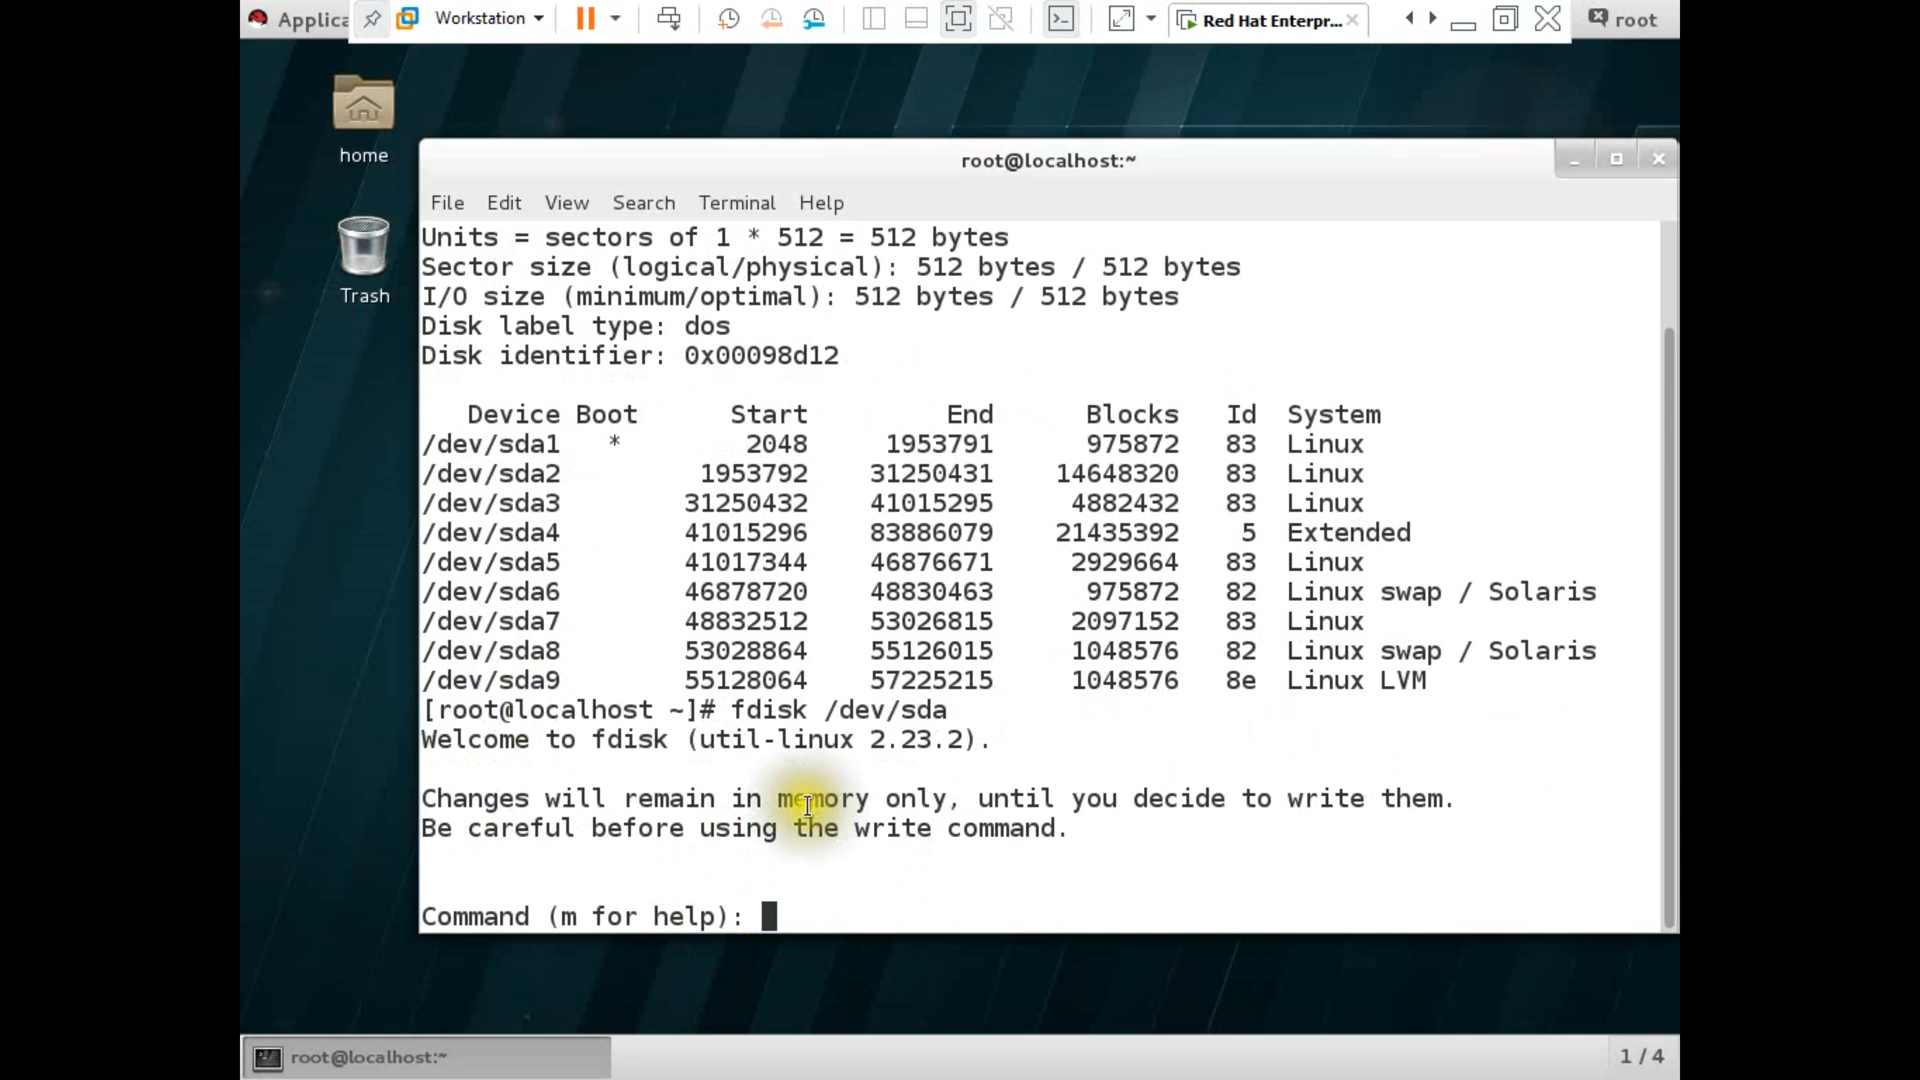 Applica
Workstation
Red Hat Enterpr...
root
home
Trash
root@localhost:~
File Edit View Search Terminal Help
Units = sectors of 1 * 512 = 512 bytes
Sector size (logical/physical): 512 bytes / 512 bytes
I/O size (minimum/optimal): 512 bytes / 512 bytes
Disk label type: dos
Disk identifier: 0x00098d12
Device Boot Start End Blocks Id System
/dev/sda1 * 2048 1953791 975872 83 Linux
/dev/sda2 1953792 31250431 14648320 83 Linux
/dev/sda3 31250432 41015295 4882432 83 Linux
/dev/sda4 41015296 83886079 21435392 5 Extended
/dev/sda5 41017344 46876671 2929664 83 Linux
/dev/sda6 46878720 48830463 975872 82 Linux swap / Solaris
/dev/sda7 48832512 53026815 2097152 83 Linux
/dev/sda8 53028864 55126015 1048576 82 Linux swap / Solaris
/dev/sda9 55128064 57225215 1048576 8e Linux LVM
[root@localhost ~]# fdisk /dev/sda
Welcome to fdisk (util-linux 2.23.2).
Changes will remain in memory only, until you decide to write them.
Be careful before using the write command.
Command (m for help):
root@localhost:~
1 / 4